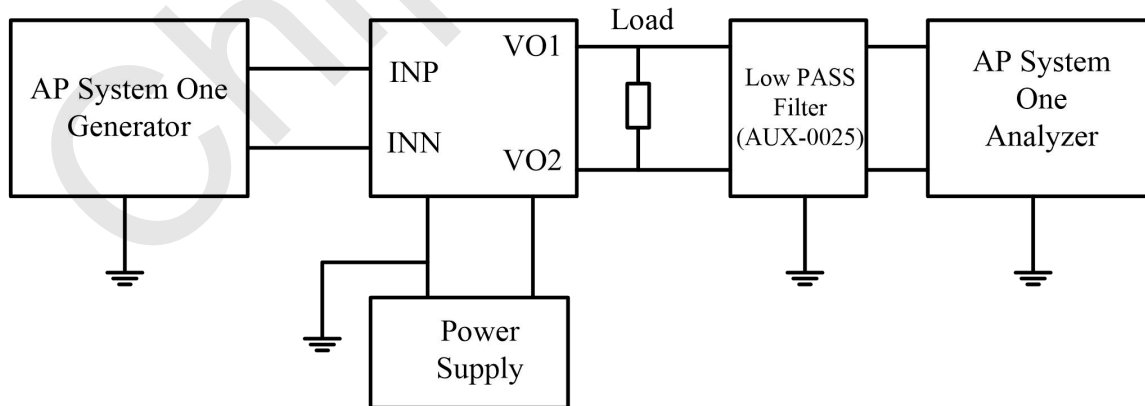 Load
AP System One
Generator
INP
INN
VO1
VO2
Low PASS
Filter
(AUX-0025)
AP System
One
Analyzer
Power
Supply